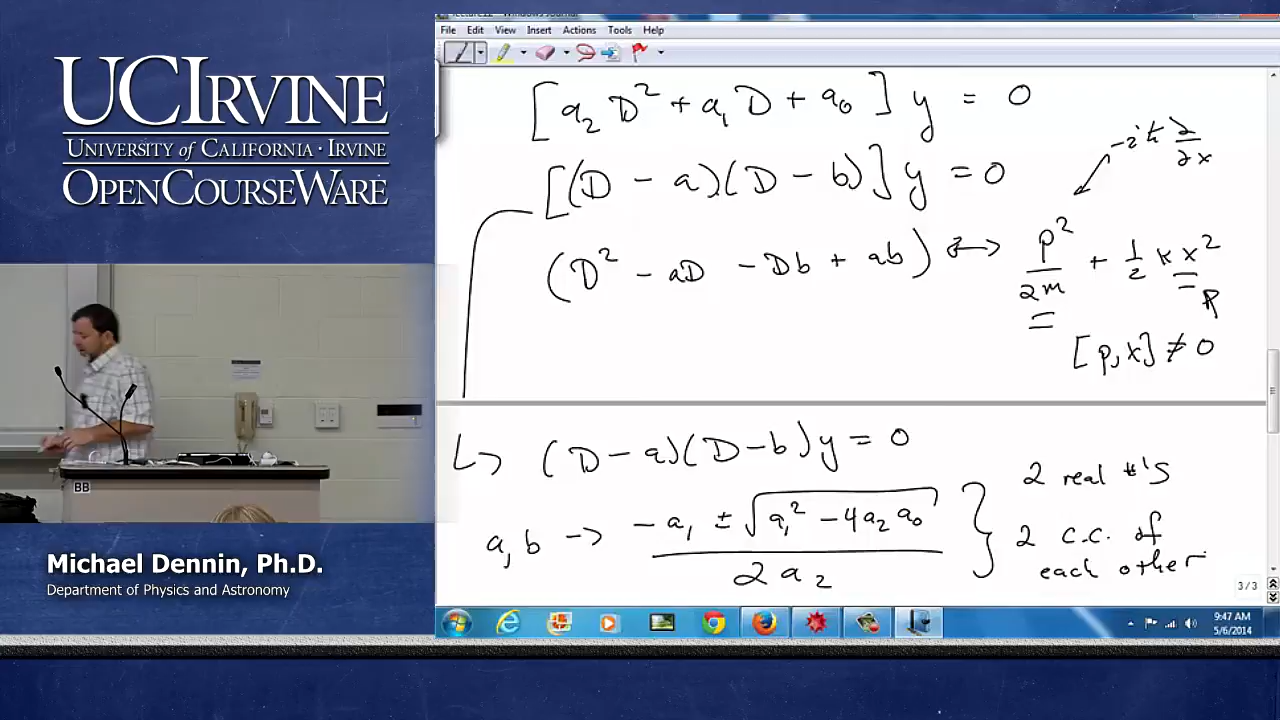 UCIRVINE
UNIVERSITY of CALIFORNIA · IRVINE
OPENCOURSEWARE
BB
Michael Dennin, Ph.D.
Department of Physics and Astronomy
File Edit View Insert Actions Tools Help
[a₂D² + a₁D + a₀] y = 0
[(D - a)(D - b)] y = 0
-iħ ∂/∂x
(D² - aD - Db + ab) ↔ p²/2m + 1/2 k x²
[p, x] ≠ 0
↳ (D - a)(D - b) y = 0
a, b → (-a₁ ± √(a₁² - 4a₂a₀)) / 2a₂
2 real #'s
2 c.c. of
each other
3/3
9:47 AM
5/6/2014